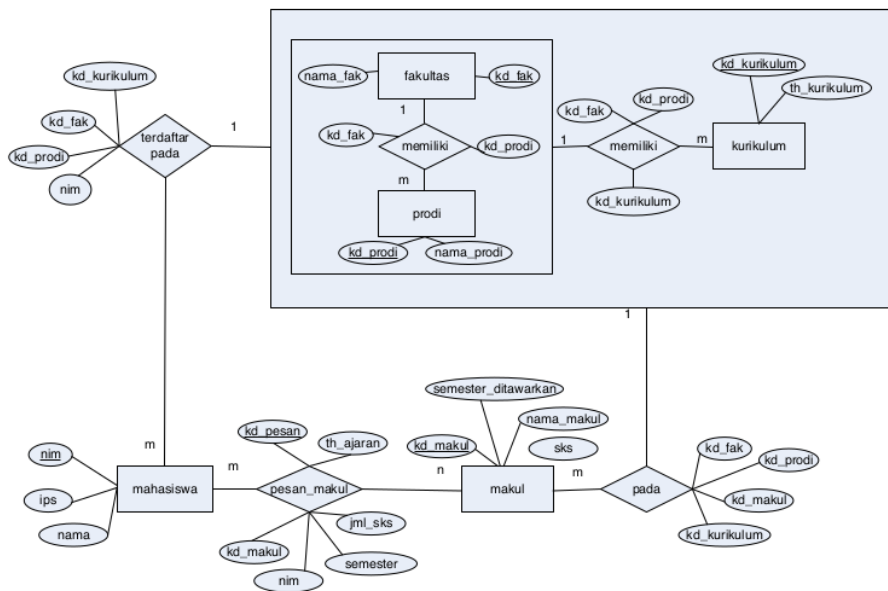 kd_kurikulum
kd_fak
kd_prodi
nim
terdaftar
pada
1
nama_fak
fakultas
kd_fak
1
kd_fak
memiliki
kd_prodi
m
prodi
kd_prodi
nama_prodi
1
kd_fak
kd_prodi
memiliki
kd_kurikulum
m
kd_kurikulum
th_kurikulum
kurikulum
1
m
nim
ips
nama
mahasiswa
m
kd_pesan
th_ajaran
pesan_makul
jml_sks
kd_makul
semester
nim
n
semester_ditawarkan
nama_makul
kd_makul
sks
makul
m
pada
kd_fak
kd_prodi
kd_makul
kd_kurikulum